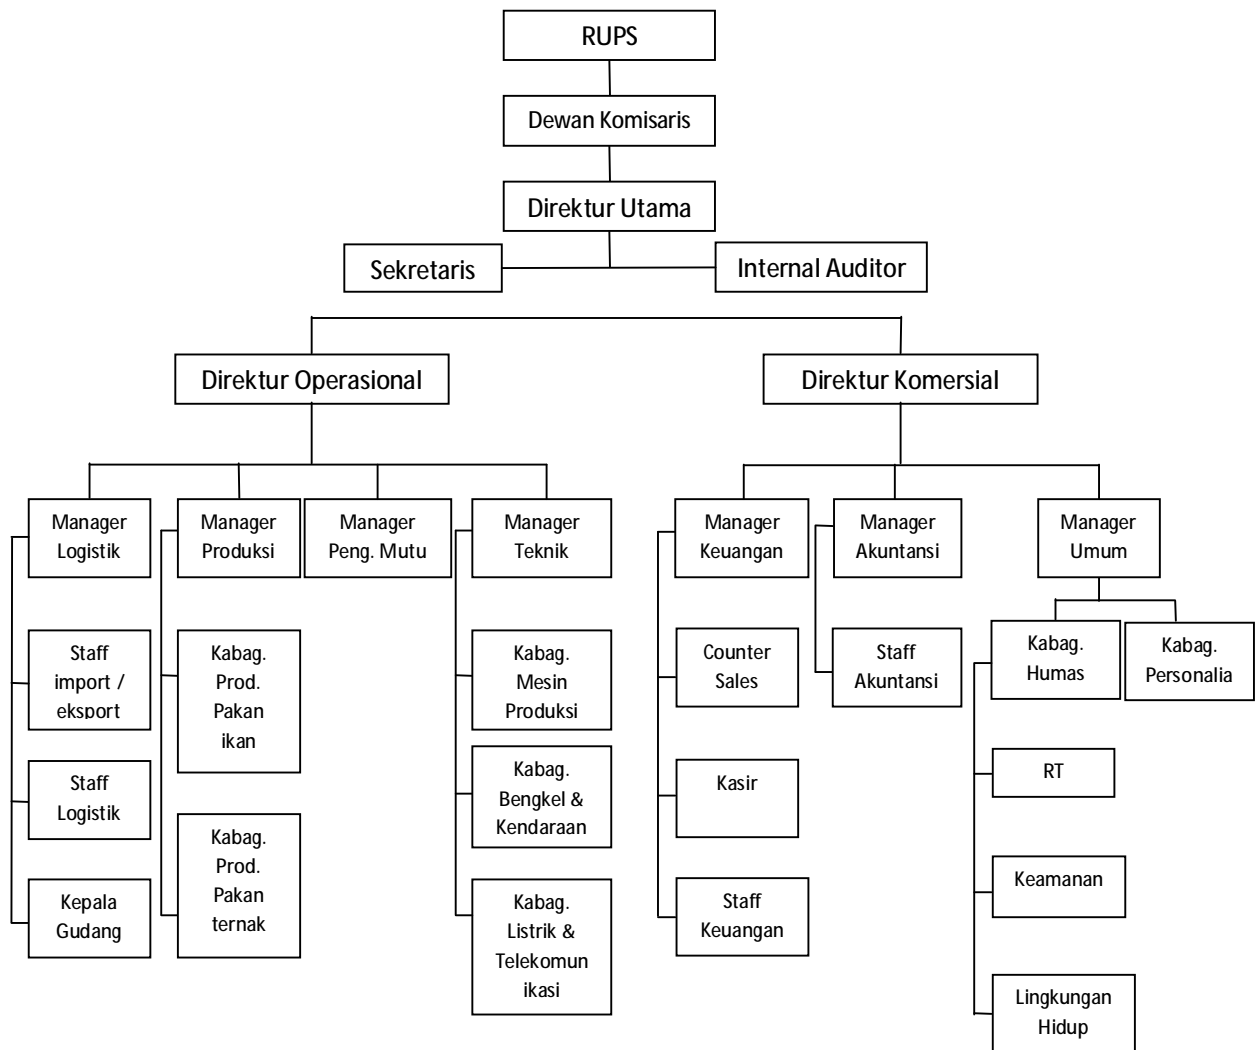 RUPS
Dewan Komisaris
Direktur Utama
Sekretaris
Internal Auditor
Direktur Operasional
Direktur Komersial
Manager
Logistik
Manager
Produksi
Manager
Peng. Mutu
Manager
Teknik
Manager
Keuangan
Manager
Akuntansi
Manager
Umum
Staff
import /
eksport
Kabag.
Prod.
Pakan
ikan
Kabag.
Mesin
Produksi
Counter
Sales
Staff
Akuntansi
Kabag.
Humas
Kabag.
Personalia
Staff
Logistik
Kabag.
Bengkel &
Kendaraan
Kasir
RT
Kepala
Gudang
Kabag.
Prod.
Pakan
ternak
Kabag.
Listrik &
Telekomun
ikasi
Staff
Keuangan
Keamanan
Lingkungan
Hidup